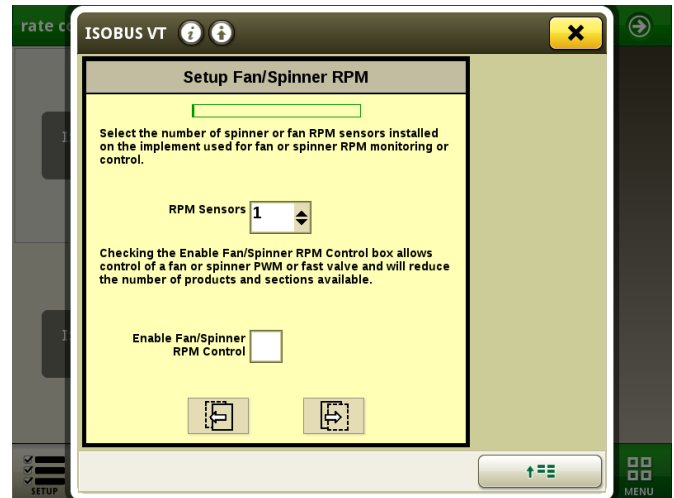 rate co
ISOBUS VT
Setup Fan/Spinner RPM
Select the number of spinner or fan RPM sensors installed
on the implement used for fan or spinner RPM monitoring or
control.
RPM Sensors 1
Checking the Enable Fan/Spinner RPM Control box allows
control of a fan or spinner PWM or fast valve and will reduce
the number of products and sections available.
Enable Fan/Spinner
RPM Control
SETUP
MENU